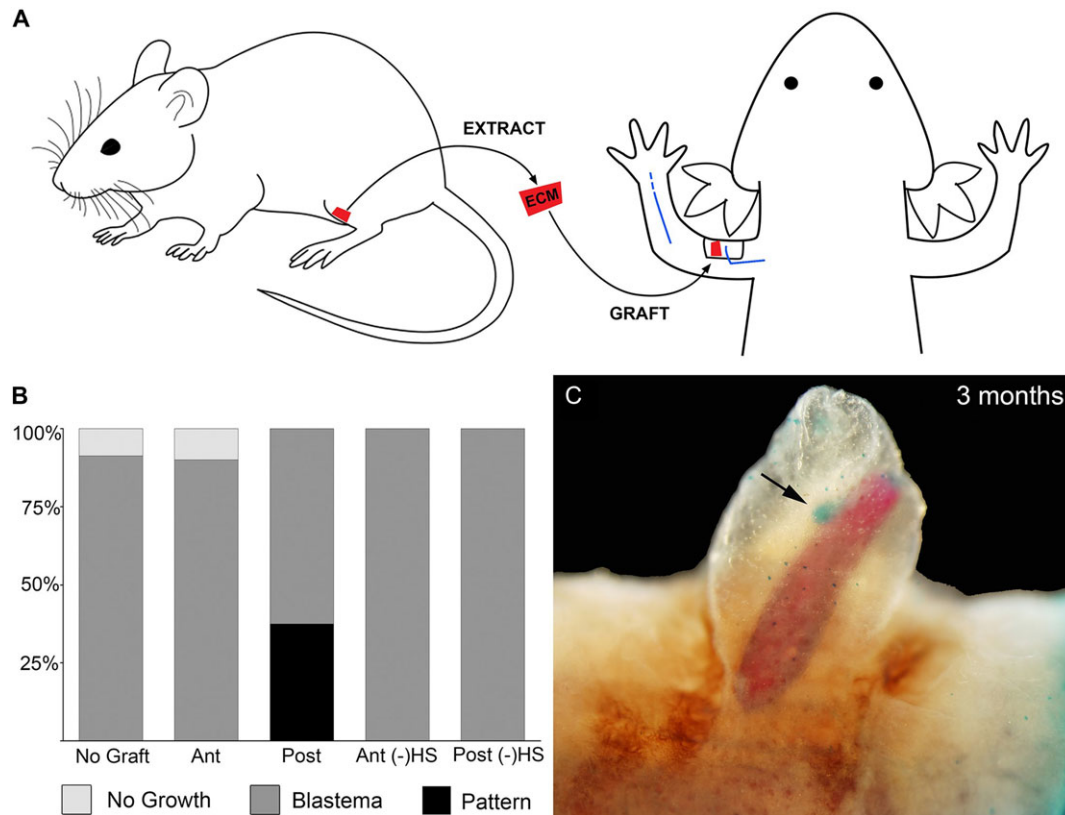 A
EXTRACT
ECM
GRAFT
B
100%
75%
50%
25%
No Graft Ant Post Ant (-)HS Post (-)HS
No Growth Blastema Pattern
C 3 months